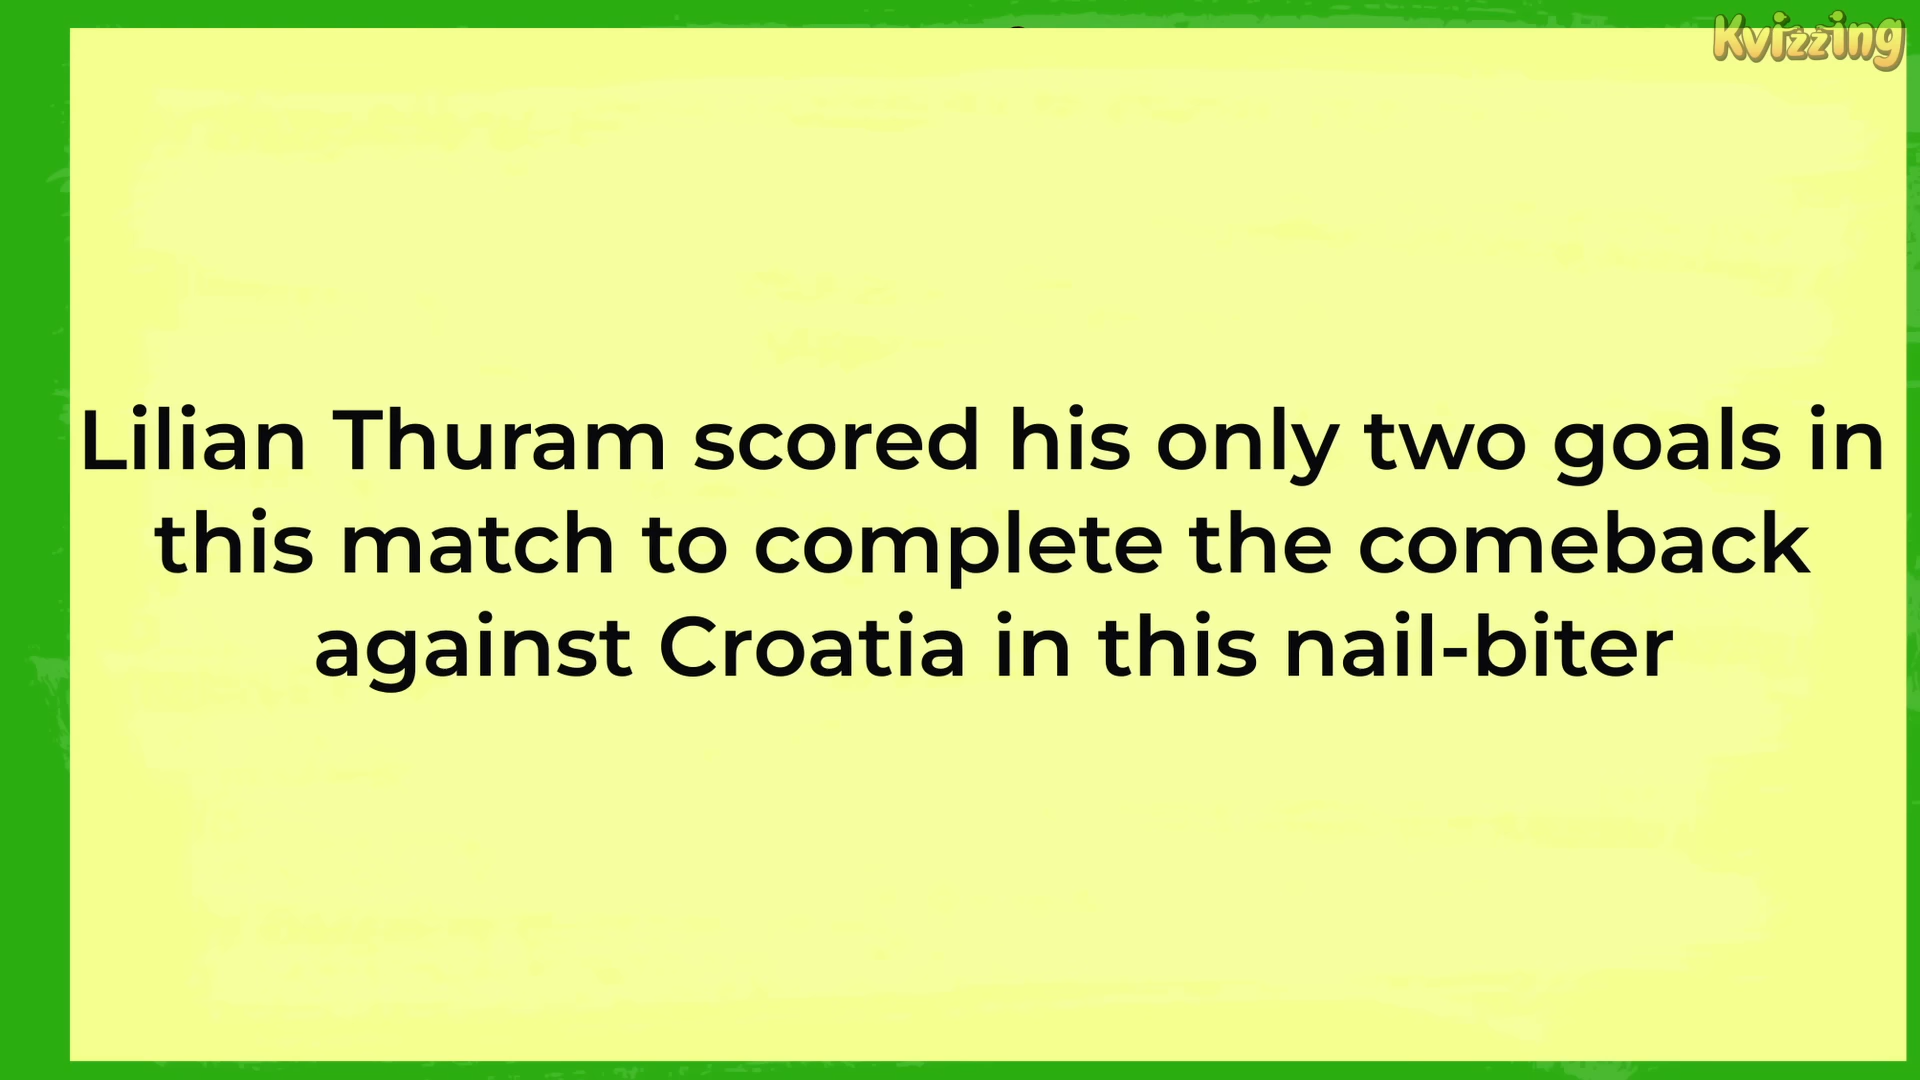 Kvizzing
Lilian Thuram scored his only two goals in
this match to complete the comeback
against Croatia in this nail-biter